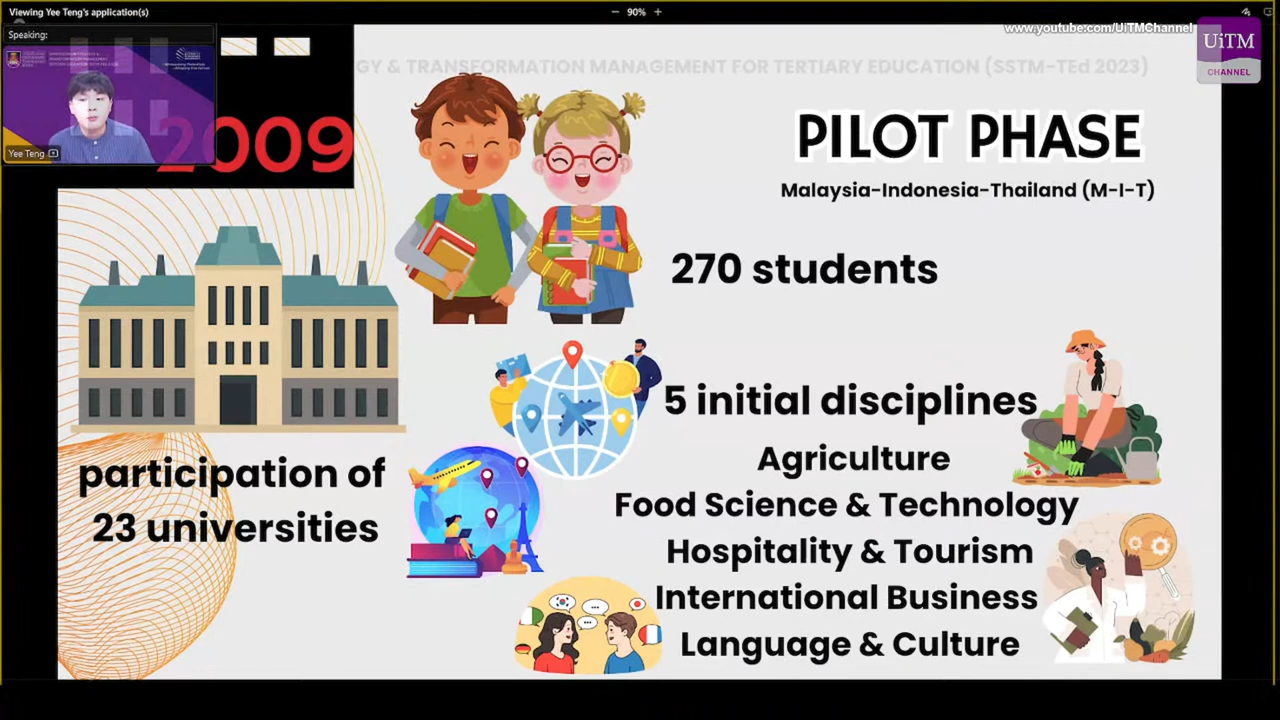 Viewing Yee Teng's application(s)
90%
Speaking:
www.youtube.com/UiTMChannel
UiTM
CHANNEL
GY & TRANSFORMATION MANAGEMENT FOR TERTIARY EDUCATION (SSTM-TEd 2023)
Yee Teng
2009
PILOT PHASE
Malaysia-Indonesia-Thailand (M-I-T)
270 students
5 initial disciplines
Agriculture
Food Science & Technology
Hospitality & Tourism
International Business
Language & Culture
participation of
23 universities